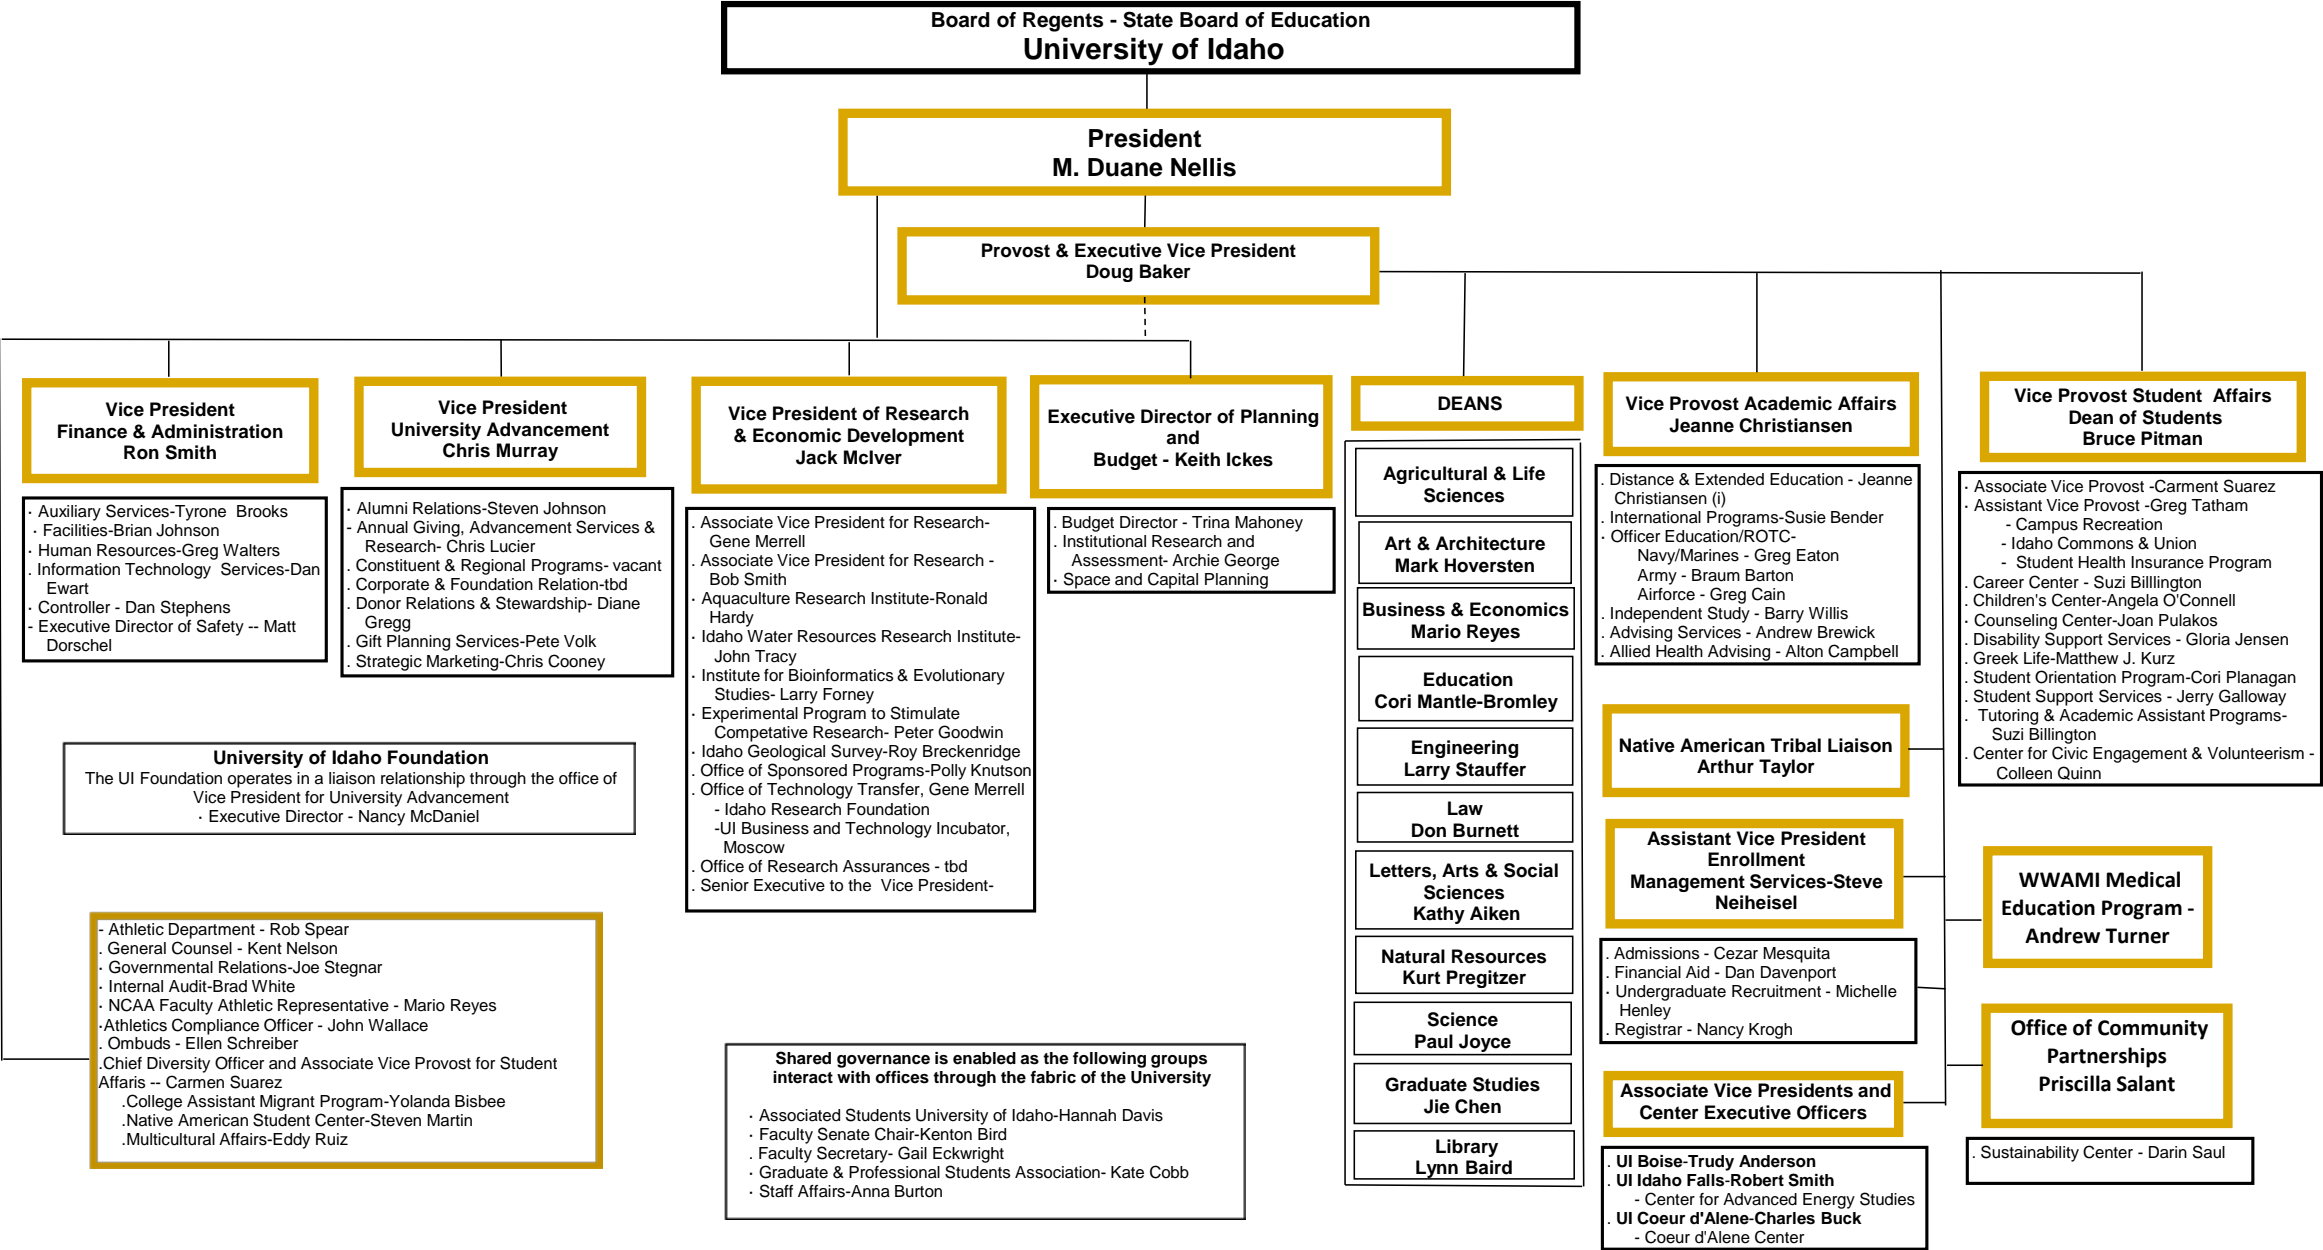 Board of Regents - State Board of Education
University of Idaho
President
M. Duane Nellis
Provost & Executive Vice President
Doug Baker
Vice President
Finance & Administration
Ron Smith
· Auxiliary Services-Tyrone Brooks
· Facilities-Brian Johnson
· Human Resources-Greg Walters
. Information Technology Services-Dan
Ewart
· Controller - Dan Stephens
- Executive Director of Safety -- Matt
Dorschel
Vice President
University Advancement
Chris Murray
· Alumni Relations-Steven Johnson
- Annual Giving, Advancement Services &
Research- Chris Lucier
. Constituent & Regional Programs- vacant
· Corporate & Foundation Relation-tbd
. Donor Relations & Stewardship- Diane
Gregg
. Gift Planning Services-Pete Volk
. Strategic Marketing-Chris Cooney
Vice President of Research
& Economic Development
Jack McIver
. Associate Vice President for Research-
Gene Merrell
. Associate Vice President for Research -
Bob Smith
· Aquaculture Research Institute-Ronald
Hardy
· Idaho Water Resources Research Institute-
John Tracy
· Institute for Bioinformatics & Evolutionary
Studies- Larry Forney
· Experimental Program to Stimulate
Competative Research- Peter Goodwin
· Idaho Geological Survey-Roy Breckenridge
. Office of Sponsored Programs-Polly Knutson
. Office of Technology Transfer, Gene Merrell
- Idaho Research Foundation
-UI Business and Technology Incubator,
Moscow
. Office of Research Assurances - tbd
. Senior Executive to the Vice President-
Executive Director of Planning
and
Budget - Keith Ickes
. Budget Director - Trina Mahoney
. Institutional Research and
Assessment- Archie George
· Space and Capital Planning
DEANS
Agricultural & Life
Sciences
Art & Architecture
Mark Hoversten
Business & Economics
Mario Reyes
Education
Cori Mantle-Bromley
Engineering
Larry Stauffer
Law
Don Burnett
Letters, Arts & Social
Sciences
Kathy Aiken
Natural Resources
Kurt Pregitzer
Science
Paul Joyce
Graduate Studies
Jie Chen
Library
Lynn Baird
Vice Provost Academic Affairs
Jeanne Christiansen
. Distance & Extended Education - Jeanne
Christiansen (i)
. International Programs-Susie Bender
· Officer Education/ROTC-
Navy/Marines - Greg Eaton
Army - Braum Barton
Airforce - Greg Cain
. Independent Study - Barry Willis
. Advising Services - Andrew Brewick
. Allied Health Advising - Alton Campbell
Native American Tribal Liaison
Arthur Taylor
Assistant Vice President
Enrollment
Management Services-Steve
Neiheisel
. Admissions - Cezar Mesquita
. Financial Aid - Dan Davenport
· Undergraduate Recruitment - Michelle
Henley
. Registrar - Nancy Krogh
Associate Vice Presidents and
Center Executive Officers
. UI Boise-Trudy Anderson
. UI Idaho Falls-Robert Smith
- Center for Advanced Energy Studies
. UI Coeur d'Alene-Charles Buck
- Coeur d'Alene Center
Vice Provost Student Affairs
Dean of Students
Bruce Pitman
· Associate Vice Provost -Carment Suarez
· Assistant Vice Provost -Greg Tatham
- Campus Recreation
- Idaho Commons & Union
- Student Health Insurance Program
. Career Center - Suzi Billlington
. Children's Center-Angela O'Connell
· Counseling Center-Joan Pulakos
. Disability Support Services - Gloria Jensen
. Greek Life-Matthew J. Kurz
. Student Orientation Program-Cori Planagan
. Student Support Services - Jerry Galloway
. Tutoring & Academic Assistant Programs-
Suzi Billington
. Center for Civic Engagement & Volunteerism -
Colleen Quinn
WWAMI Medical
Education Program -
Andrew Turner
Office of Community
Partnerships
Priscilla Salant
. Sustainability Center - Darin Saul
University of Idaho Foundation
The UI Foundation operates in a liaison relationship through the office of
Vice President for University Advancement
· Executive Director - Nancy McDaniel
- Athletic Department - Rob Spear
. General Counsel - Kent Nelson
· Governmental Relations-Joe Stegnar
· Internal Audit-Brad White
· NCAA Faculty Athletic Representative - Mario Reyes
·Athletics Compliance Officer - John Wallace
. Ombuds - Ellen Schreiber
.Chief Diversity Officer and Associate Vice Provost for Student
Affaris -- Carmen Suarez
.College Assistant Migrant Program-Yolanda Bisbee
.Native American Student Center-Steven Martin
.Multicultural Affairs-Eddy Ruiz
Shared governance is enabled as the following groups
interact with offices through the fabric of the University
· Associated Students University of Idaho-Hannah Davis
· Faculty Senate Chair-Kenton Bird
. Faculty Secretary- Gail Eckwright
· Graduate & Professional Students Association- Kate Cobb
· Staff Affairs-Anna Burton